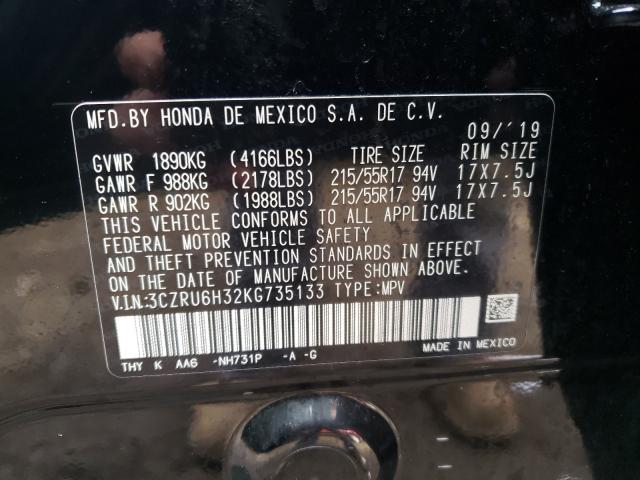 MFD.BY HONDA DE MEXICO S.A. DE C.V.
09/'19
GVWR 1890KG (4166LBS) TIRE SIZE RIM SIZE
GAWR F 988KG (2178LBS) 215/55R17 94V 17X7.5J
GAWR R 902KG (1988LBS) 215/55R17 94V 17X7.5J
THIS VEHICLE CONFORMS TO ALL APPLICABLE
FEDERAL MOTOR VEHICLE SAFETY
AND THEFT PREVENTION STANDARDS IN EFFECT
ON THE DATE OF MANUFACTURE SHOWN ABOVE.
V.I.N:3CZRU6H32KG735133 TYPE:MPV
THY K AA6 -NH731P -A -G
MADE IN MEXICO